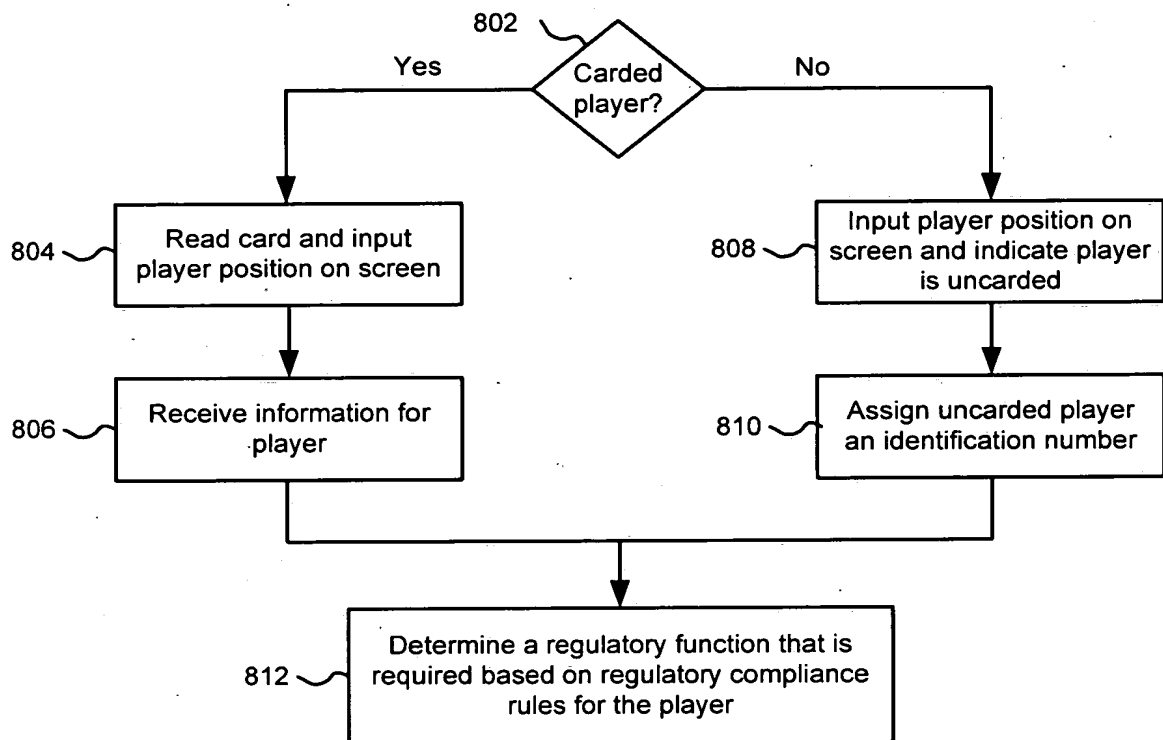 802
Carded
player?
Yes
No
804
Read card and input
player position on screen
808
Input player position on
screen and indicate player
is uncarded
806
Receive information for
player
810
Assign uncarded player
an identification number
812
Determine a regulatory function that is
required based on regulatory compliance
rules for the player